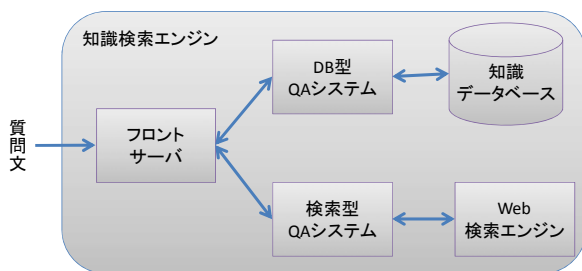 知識検索エンジン
質問文
フロント
サーバ
DB型
QAシステム
知識
データベース
検索型
QAシステム
Web
検索エンジン